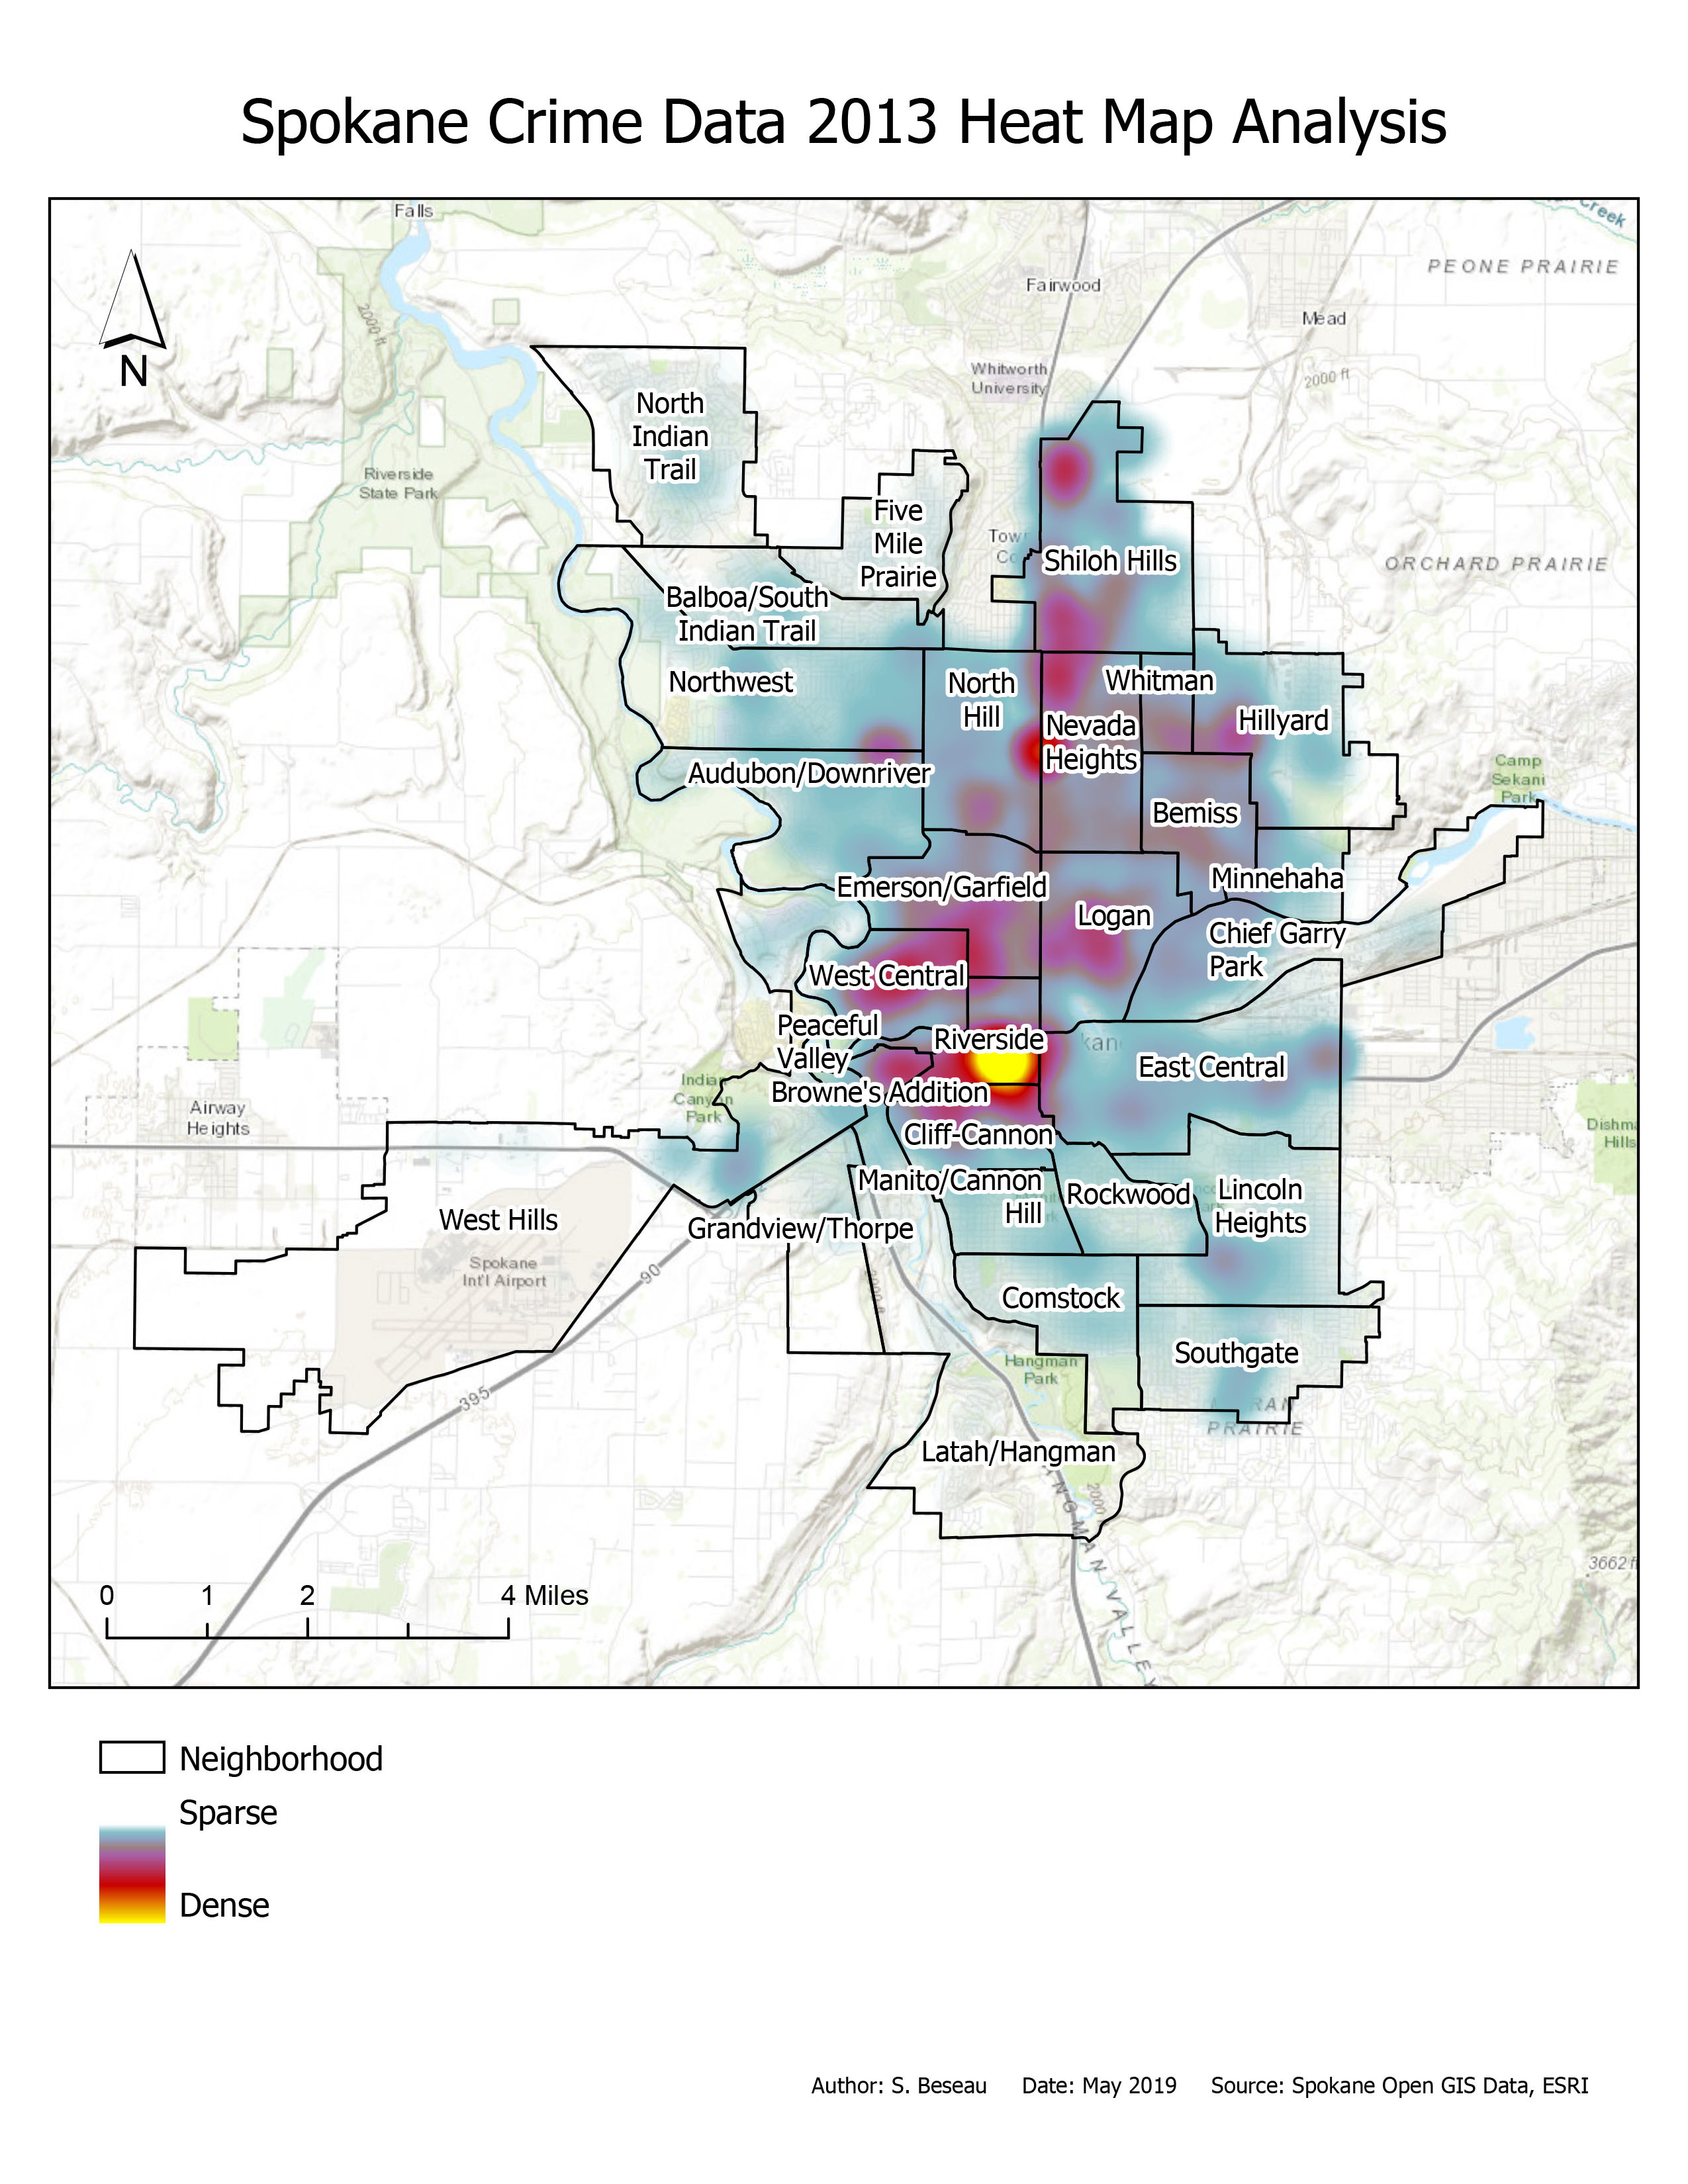 Spokane Crime Data 2013 Heat Map Analysis
Falls
Creek
PEONE PRAIRIE
Fairwood
Mead
2000 ft
N
Whitworth
University
2000 ft
North
Indian
Trail
Riverside
State Park
Five
Mile
Prairie
Shiloh Hills
ORCHARD PRAIRIE
Balboa/South
Indian Trail
Northwest
North
Hill
Whitman
Hillyard
Nevada
Heights
Audubon/Downriver
Camp
Sekani
Park
Bemiss
Emerson/Garfield
Minnehaha
Logan
Chief Garry
Park
West Central
Peaceful
Valley
Riverside
kan
East Central
Browne's Addition
Indian
Canyon
Park
Airway
Heights
Dishma
Hills
Cliff-Cannon
Manito/Cannon
Hill
Rockwood
Lincoln
Heights
West Hills
Grandview/Thorpe
Spokane
Int'l Airport
90
2000 ft
Comstock
Southgate
Hangman
Park
RAN
PRAIRIE
395
Latah/Hangman
2000
NGMAN VALLEY
3662 ft
0 1 2 4 Miles
Neighborhood
Sparse
Dense
Author: S. Beseau Date: May 2019 Source: Spokane Open GIS Data, ESRI